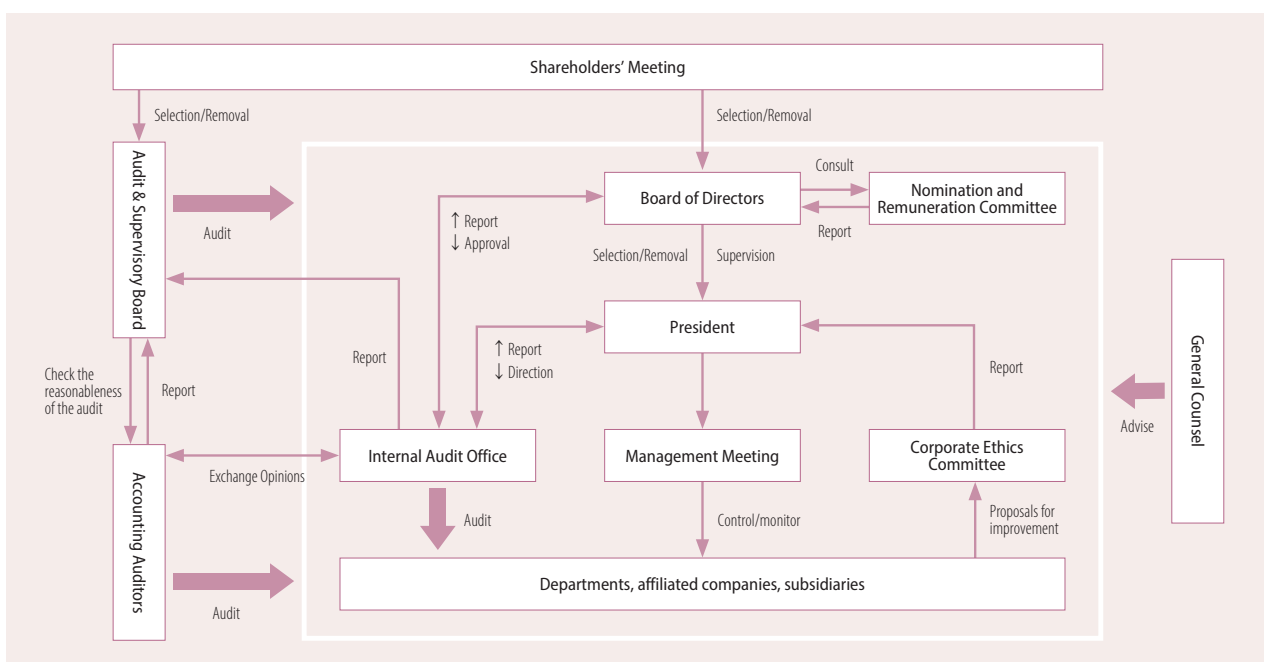 Shareholders’ Meeting
Selection/Removal
Selection/Removal
Audit & Supervisory Board
Audit
Board of Directors
Consult
Nomination and
Remuneration Committee
Report
↑ Report
↓ Approval
Selection/Removal
Supervision
President
↑ Report
↓ Direction
Report
Report
General Counsel
Advise
Check the
reasonableness
of the audit
Report
Internal Audit Office
Management Meeting
Corporate Ethics
Committee
Exchange Opinions
Accounting Auditors
Audit
Control/monitor
Proposals for
improvement
Departments, affiliated companies, subsidiaries
Audit